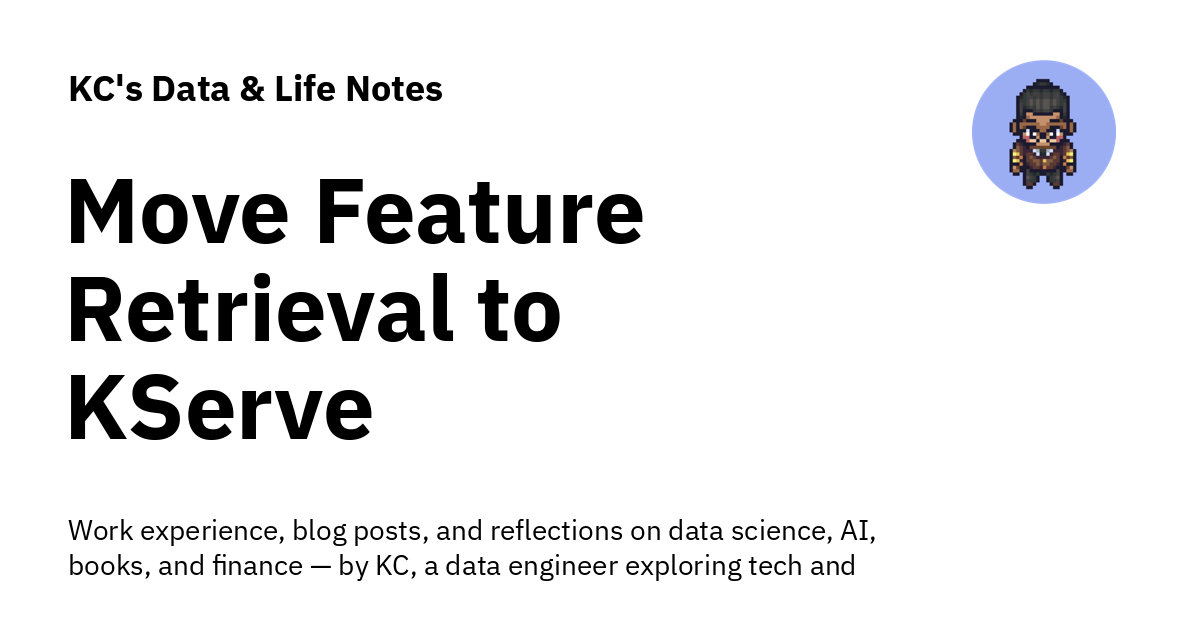 KC's Data & Life Notes
Move Feature
Retrieval to
KServe
Work experience, blog posts, and reflections on data science, AI,
books, and finance — by KC, a data engineer exploring tech and